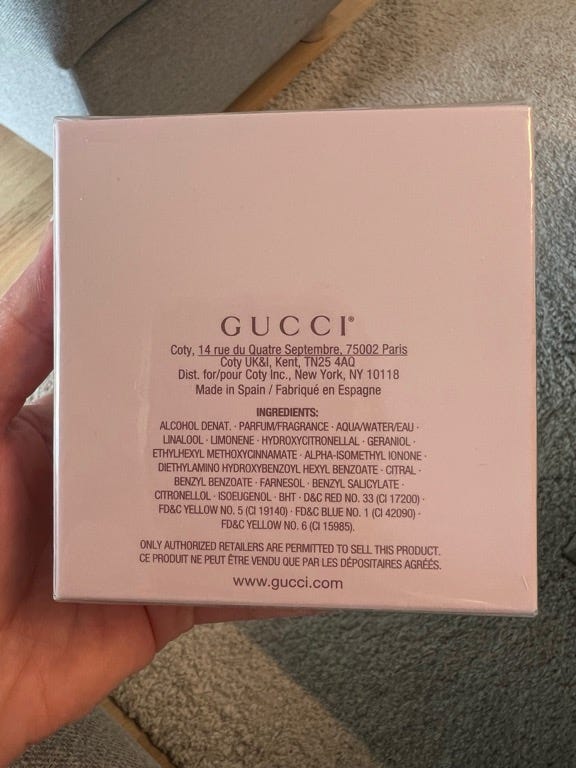 GUCCI®
Coty, 14 rue du Quatre Septembre, 75002 Paris
Coty UK&I, Kent, TN25 4AQ
Dist. for/pour Coty Inc., New York, NY 10118
Made in Spain / Fabriqué en Espagne
INGREDIENTS:
ALCOHOL DENAT. · PARFUM/FRAGRANCE · AQUA/WATER/EAU ·
LINALOOL · LIMONENE · HYDROXYCITRONELLAL · GERANIOL ·
ETHYLHEXYL METHOXYCINNAMATE · ALPHA-ISOMETHYL IONONE ·
DIETHYLAMINO HYDROXYBENZOYL HEXYL BENZOATE · CITRAL ·
BENZYL BENZOATE · FARNESOL · BENZYL SALICYLATE ·
CITRONELLOL · ISOEUGENOL · BHT · D&C RED NO. 33 (CI 17200) ·
FD&C YELLOW NO. 5 (CI 19140) · FD&C BLUE NO. 1 (CI 42090) ·
FD&C YELLOW NO. 6 (CI 15985).
ONLY AUTHORIZED RETAILERS ARE PERMITTED TO SELL THIS PRODUCT.
CE PRODUIT NE PEUT ÊTRE VENDU QUE PAR LES DÉPOSITAIRES AGRÉÉS.
www.gucci.com